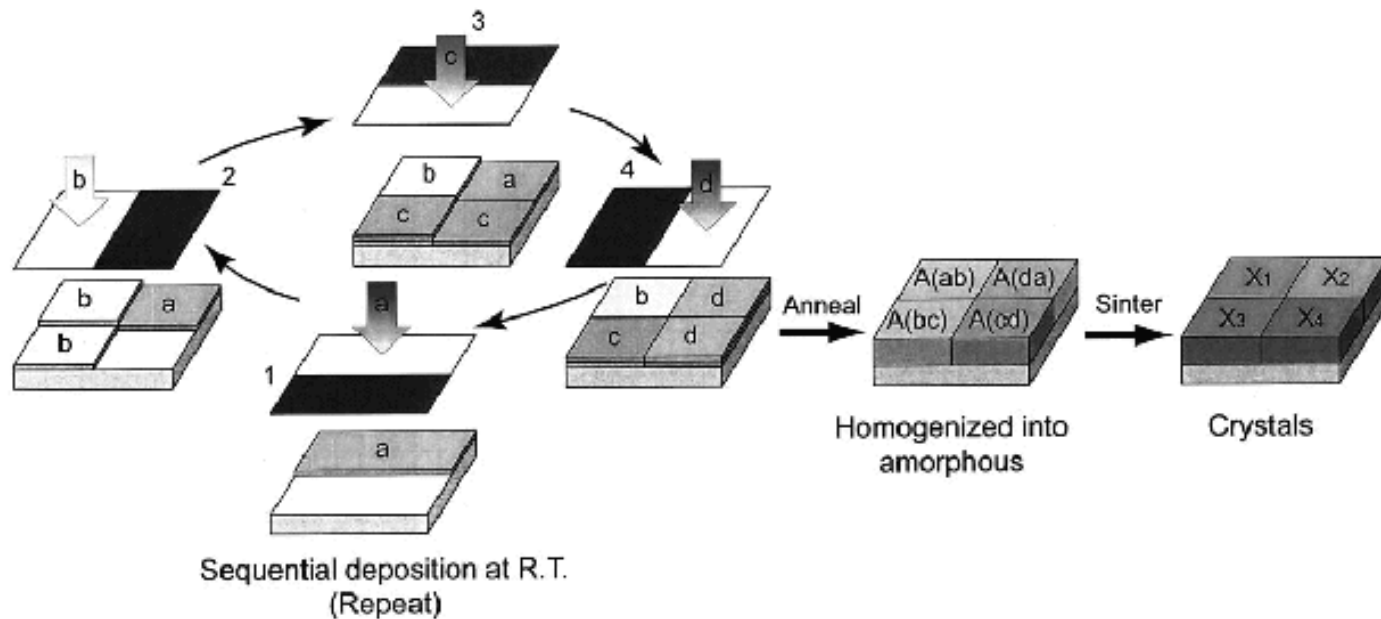 3
c
b
2
b
a
c
c
4
d
b
a
b
a
1
a
b
d
c
d
Anneal
A(ab)
A(da)
A(bc)
A(cd)
Sinter
X1
X2
X3
X4
Homogenized into
amorphous
Crystals
Sequential deposition at R.T.
(Repeat)